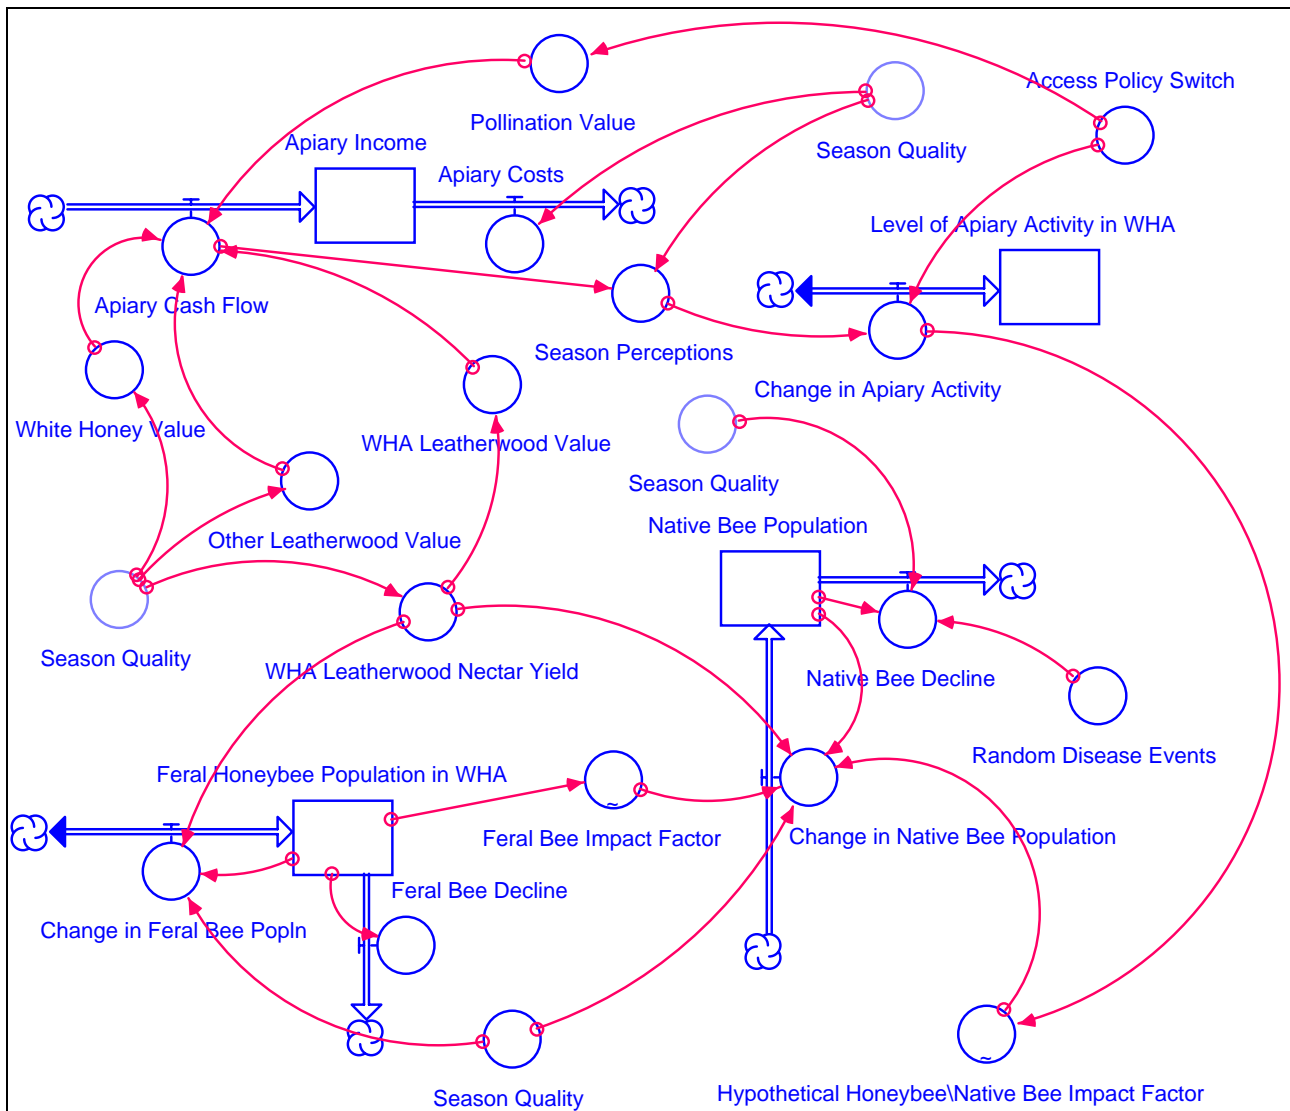 Access Policy Switch
Pollination Value
Apiary Income
Season Quality
Apiary Costs
Level of Apiary Activity in WHA
Apiary Cash Flow
Season Perceptions
Change in Apiary Activity
White Honey Value
WHA Leatherwood Value
Season Quality
Native Bee Population
Other Leatherwood Value
Season Quality
WHA Leatherwood Nectar Yield
Native Bee Decline
Random Disease Events
Feral Honeybee Population in WHA
~
Feral Bee Impact Factor
Change in Native Bee Population
Feral Bee Decline
Change in Feral Bee Popln
~
Season Quality
Hypothetical Honeybee\Native Bee Impact Factor